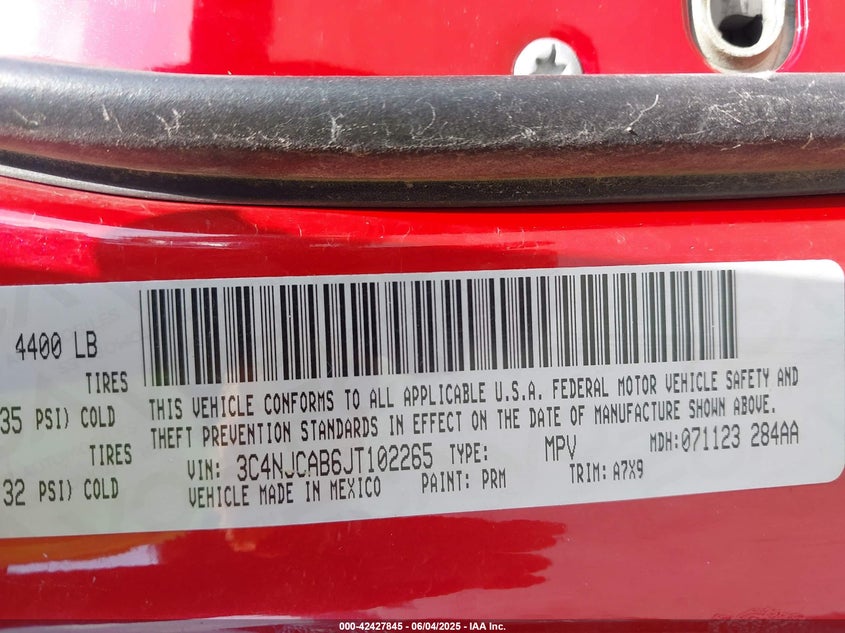 4400 LB
TIRES
35 PSI) COLD
TIRES
32 PSI) COLD
THIS VEHICLE CONFORMS TO ALL APPLICABLE U.S.A. FEDERAL MOTOR VEHICLE SAFETY AND
THEFT PREVENTION STANDARDS IN EFFECT ON THE DATE OF MANUFACTURE SHOWN ABOVE.
VIN: 3C4NJCAB6JT102265 TYPE: MPV MDH:071123 284AA
VEHICLE MADE IN MEXICO PAINT: PRM TRIM: A7X9
000-42427845 - 06/04/2025 - IAA Inc.